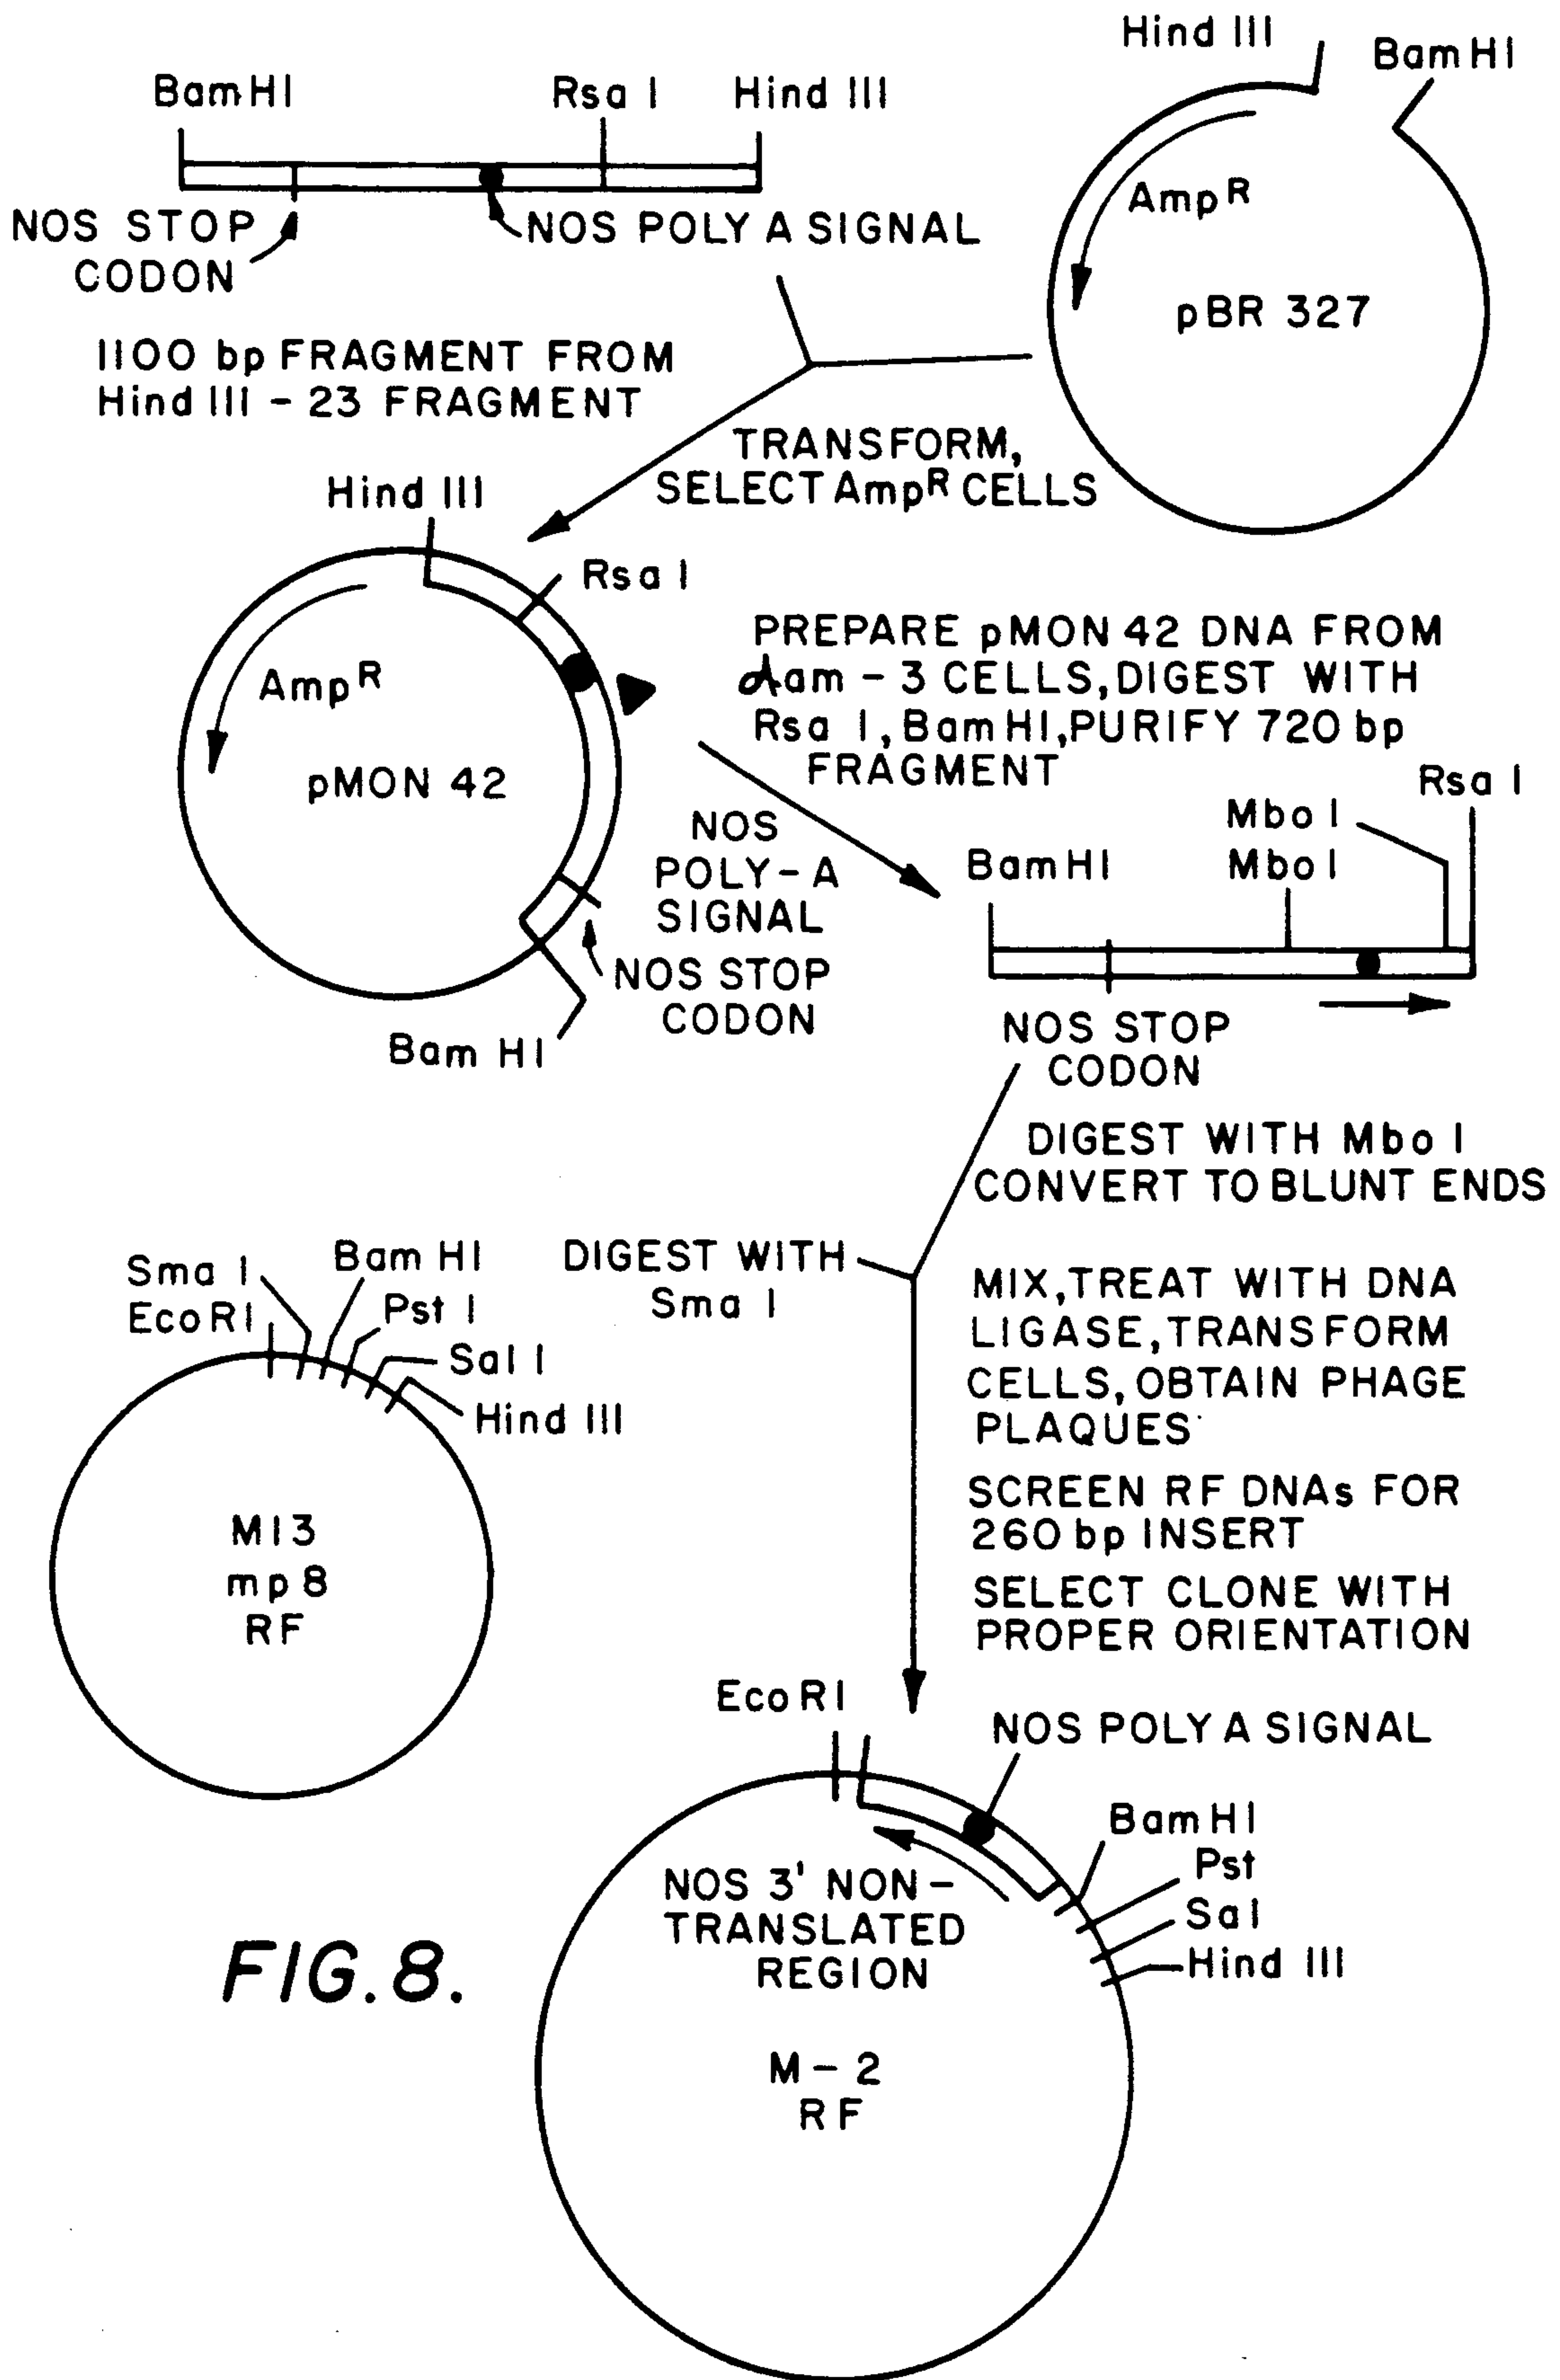 Hind III
BamHI
BamHI
Rsa I
Hind III
NOS STOP
CODON
NOS POLY A SIGNAL
AmpR
pBR 327
1100 bp FRAGMENT FROM
Hind III - 23 FRAGMENT
TRANSFORM,
SELECT AmpR CELLS
Hind III
Rsa I
AmpR
pMON 42
PREPARE pMON 42 DNA FROM
dam - 3 CELLS, DIGEST WITH
Rsa I, BamHI, PURIFY 720 bp
FRAGMENT
NOS
POLY-A
SIGNAL
NOS STOP
CODON
Bam HI
Rsa I
Mbo I
BamHI
Mbo I
NOS STOP
CODON
DIGEST WITH Mbo I
CONVERT TO BLUNT ENDS
Sma I
Bam HI
EcoRI
Pst I
Sal I
Hind III
M13
mp8
RF
DIGEST WITH
Sma I
MIX, TREAT WITH DNA
LIGASE, TRANSFORM
CELLS, OBTAIN PHAGE
PLAQUES
SCREEN RF DNAs FOR
260 bp INSERT
SELECT CLONE WITH
PROPER ORIENTATION
EcoRI
NOS POLY A SIGNAL
BamHI
Pst
Sal
Hind III
NOS 3' NON-
TRANSLATED
REGION
M-2
RF
FIG. 8.